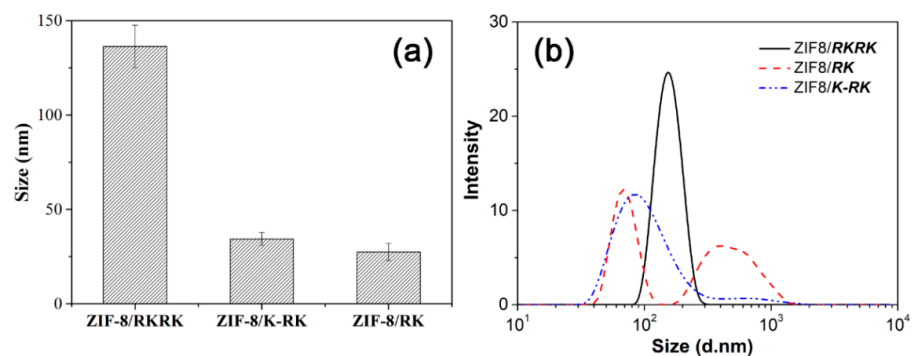 (a)
150
100
50
0
Size (nm)
ZIF-8/RKRK ZIF-8/K-RK ZIF-8/RK
(b)
30
20
10
0
Intensity
ZIF8/RKRK
ZIF8/RK
ZIF8/K-RK
10^1 10^2 10^3 10^4
Size (d.nm)